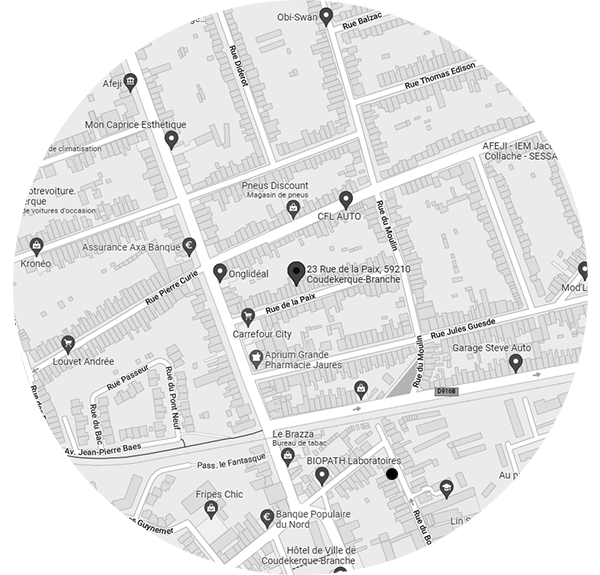 Obi-Swan
Rue Balzac
Rue Diderot
Rue Thomas Edison
Afeji
Mon Caprice Esthétique
de climatisation
AFEJI - IEM Jacq
Collache - SESSA
Pneus Discount
Magasin de pneus
otrevoiture.
erque
de voitures d'occasion
CFL AUTO
Rue du Moulin
Assurance Axa Banque
Kronéo
Onglidéal
23 Rue de la Paix, 59210
Coudekerque-Branche
Rue Pierre Curie
Mod'L
Rue de la Paix
Carrefour City
Rue Jules Guesde
Louvet Andrée
Aprium Grande
Pharmacie Jaures
Garage Steve Auto
Rue du Moulin
Rue Passeur
Rue du Pont Neuf
Rue du Bac
D916B
Le Brazza
Bureau de tabac
Av. Jean-Pierre Baes
Pass. le Fantasque
BIOPATH Laboratoires
Au p
Fripes Chic
Banque Populaire
du Nord
Lin S
es Guynemer
Rue du Bo
Hôtel de Ville de
Coudekerque-Branche